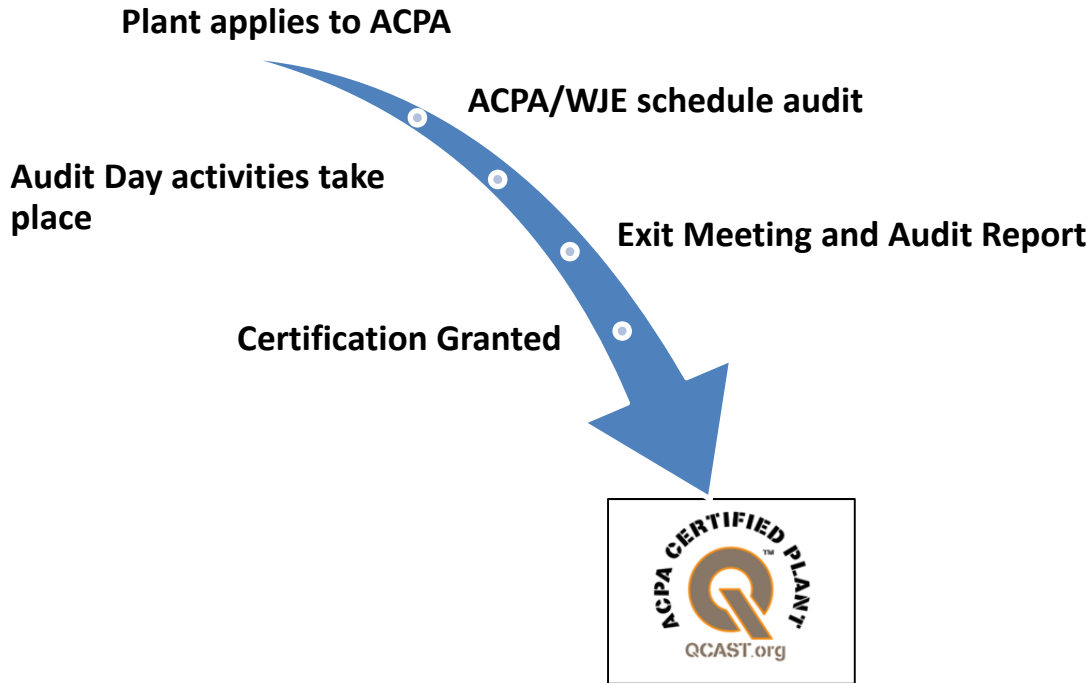 Plant applies to ACPA
ACPA/WJE schedule audit
Audit Day activities take
place
Exit Meeting and Audit Report
Certification Granted
ACPA CERTIFIED PLANT
TM
QCAST.org